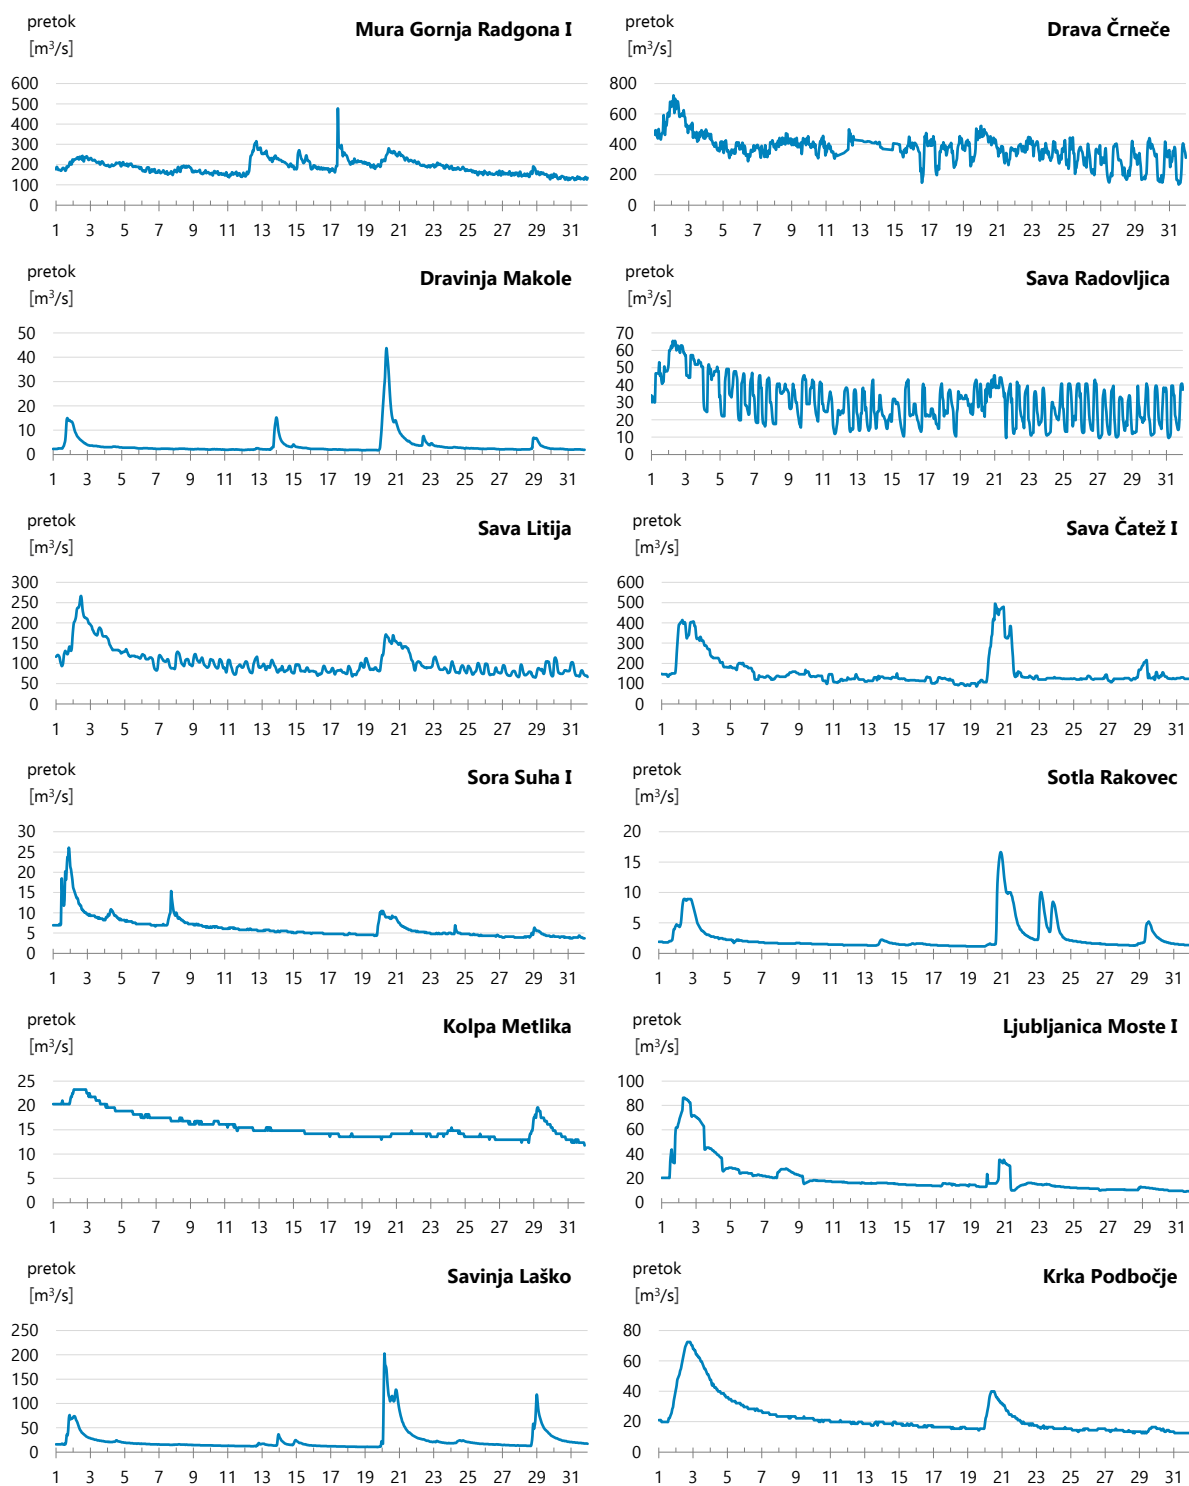 pretok
[m³/s]
Mura Gornja Radgona I
600
500
400
300
200
100
0
1 3 5 7 9 11 13 15 17 19 21 23 25 27 29 31
pretok
[m³/s]
Drava Črneče
800
600
400
200
0
1 3 5 7 9 11 13 15 17 19 21 23 25 27 29 31
pretok
[m³/s]
Dravinja Makole
50
40
30
20
10
0
1 3 5 7 9 11 13 15 17 19 21 23 25 27 29 31
pretok
[m³/s]
Sava Radovljica
70
60
50
40
30
20
10
0
1 3 5 7 9 11 13 15 17 19 21 23 25 27 29 31
pretok
[m³/s]
Sava Litija
300
250
200
150
100
50
0
1 3 5 7 9 11 13 15 17 19 21 23 25 27 29 31
pretok
[m³/s]
Sava Čatež I
600
500
400
300
200
100
0
1 3 5 7 9 11 13 15 17 19 21 23 25 27 29 31
pretok
[m³/s]
Sora Suha I
30
25
20
15
10
5
0
1 3 5 7 9 11 13 15 17 19 21 23 25 27 29 31
pretok
[m³/s]
Sotla Rakovec
20
15
10
5
0
1 3 5 7 9 11 13 15 17 19 21 23 25 27 29 31
pretok
[m³/s]
Kolpa Metlika
25
20
15
10
5
0
1 3 5 7 9 11 13 15 17 19 21 23 25 27 29 31
pretok
[m³/s]
Ljubljanica Moste I
100
80
60
40
20
0
1 3 5 7 9 11 13 15 17 19 21 23 25 27 29 31
pretok
[m³/s]
Savinja Laško
250
200
150
100
50
0
1 3 5 7 9 11 13 15 17 19 21 23 25 27 29 31
pretok
[m³/s]
Krka Podbočje
80
60
40
20
0
1 3 5 7 9 11 13 15 17 19 21 23 25 27 29 31